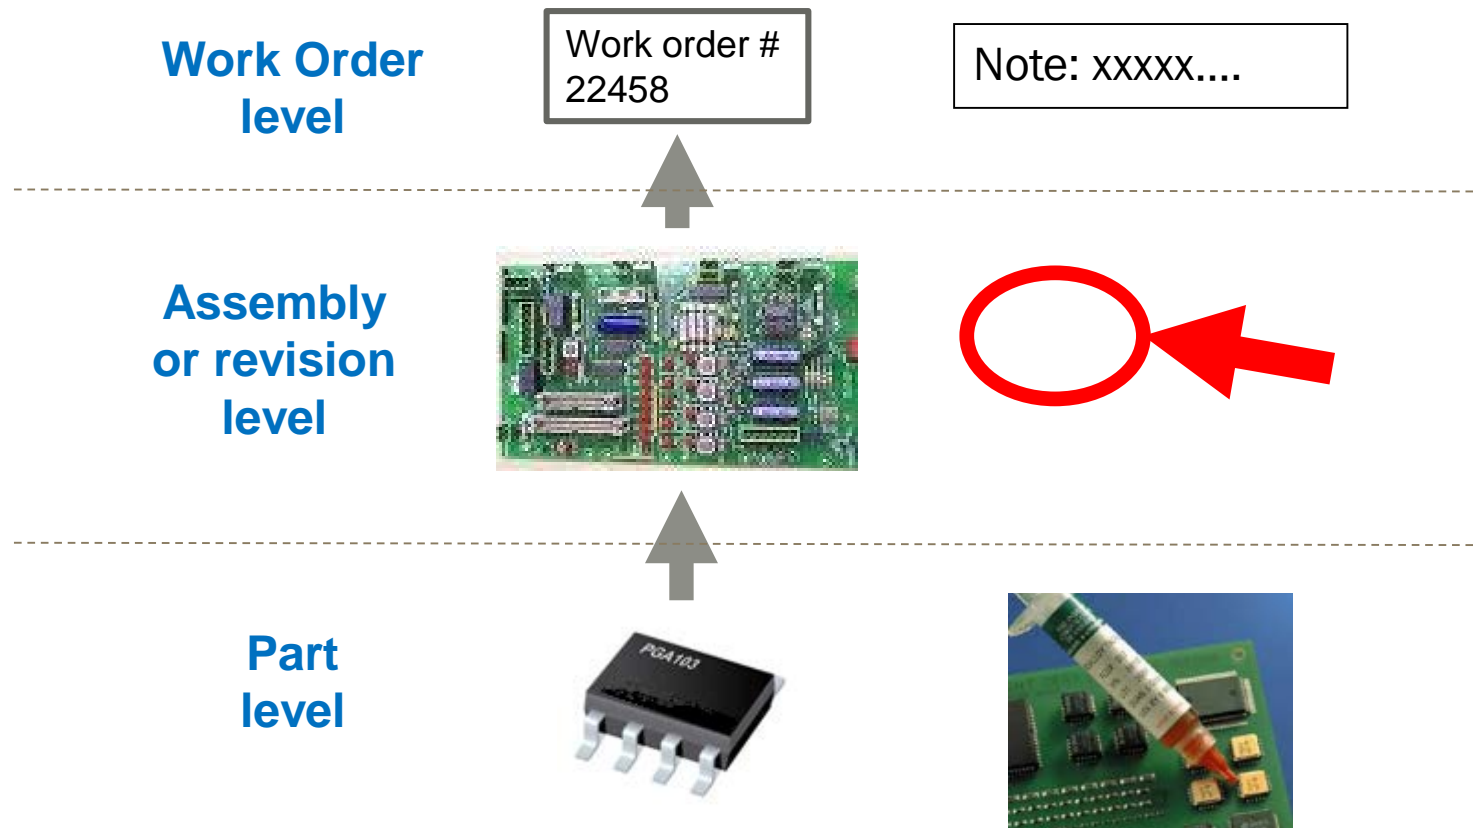 Work Order
level
Work order #
22458
Note: xxxxx....
Assembly
or revision
level
Part
level
PGA103